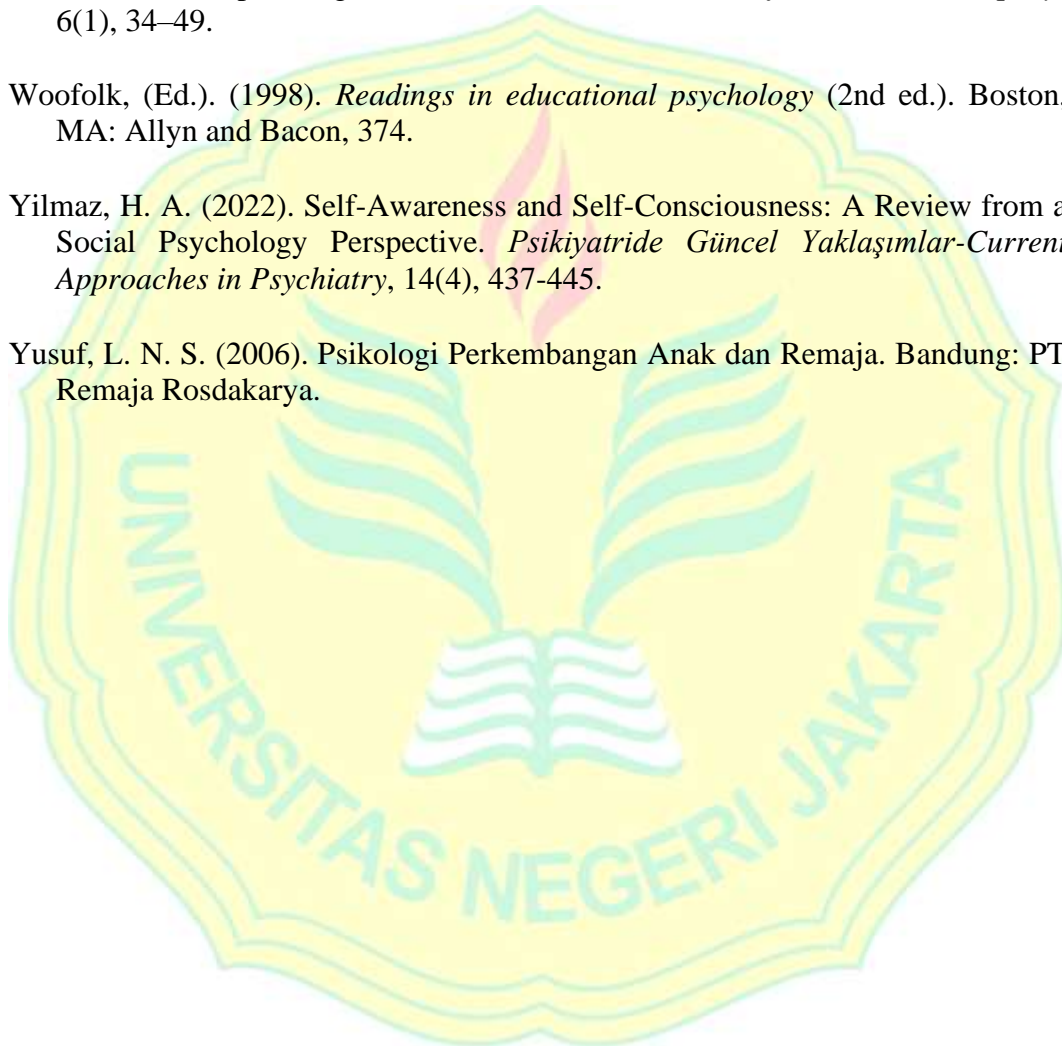 6(1), 34–49.
Woofolk, (Ed.). (1998). Readings in educational psychology (2nd ed.). Boston,
MA: Allyn and Bacon, 374.
Yilmaz, H. A. (2022). Self-Awareness and Self-Consciousness: A Review from a
Social Psychology Perspective. Psikiyatride Güncel Yaklaşımlar-Current
Approaches in Psychiatry, 14(4), 437-445.
Yusuf, L. N. S. (2006). Psikologi Perkembangan Anak dan Remaja. Bandung: PT
Remaja Rosdakarya.
UNIVERSITAS NEGERI JAKARTA